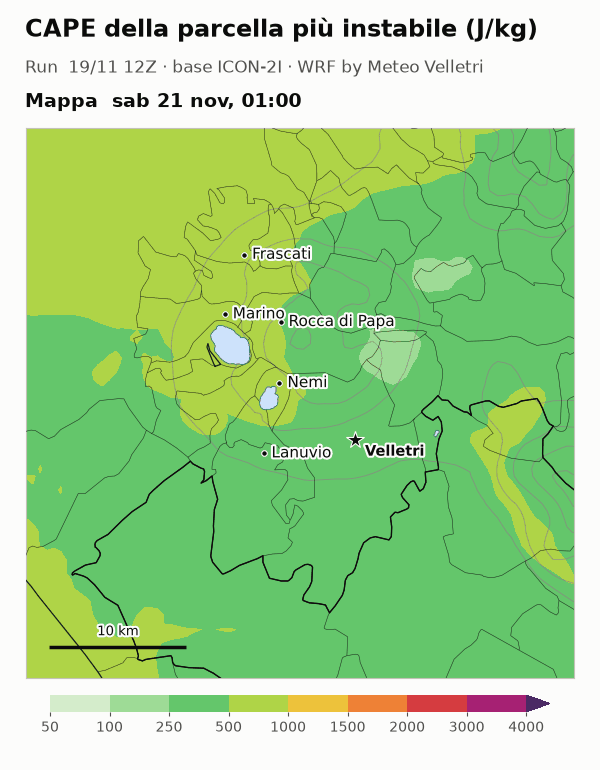 CAPE della parcella più instabile (J/kg)
Run  19/11 12Z · base ICON-2I · WRF by Meteo Velletri
Mappa  sab 21 nov, 01:00
Frascati
Marino
Rocca di Papa
Nemi
Velletri
Lanuvio
10 km
50 100 250 500 1000 1500 2000 3000 4000